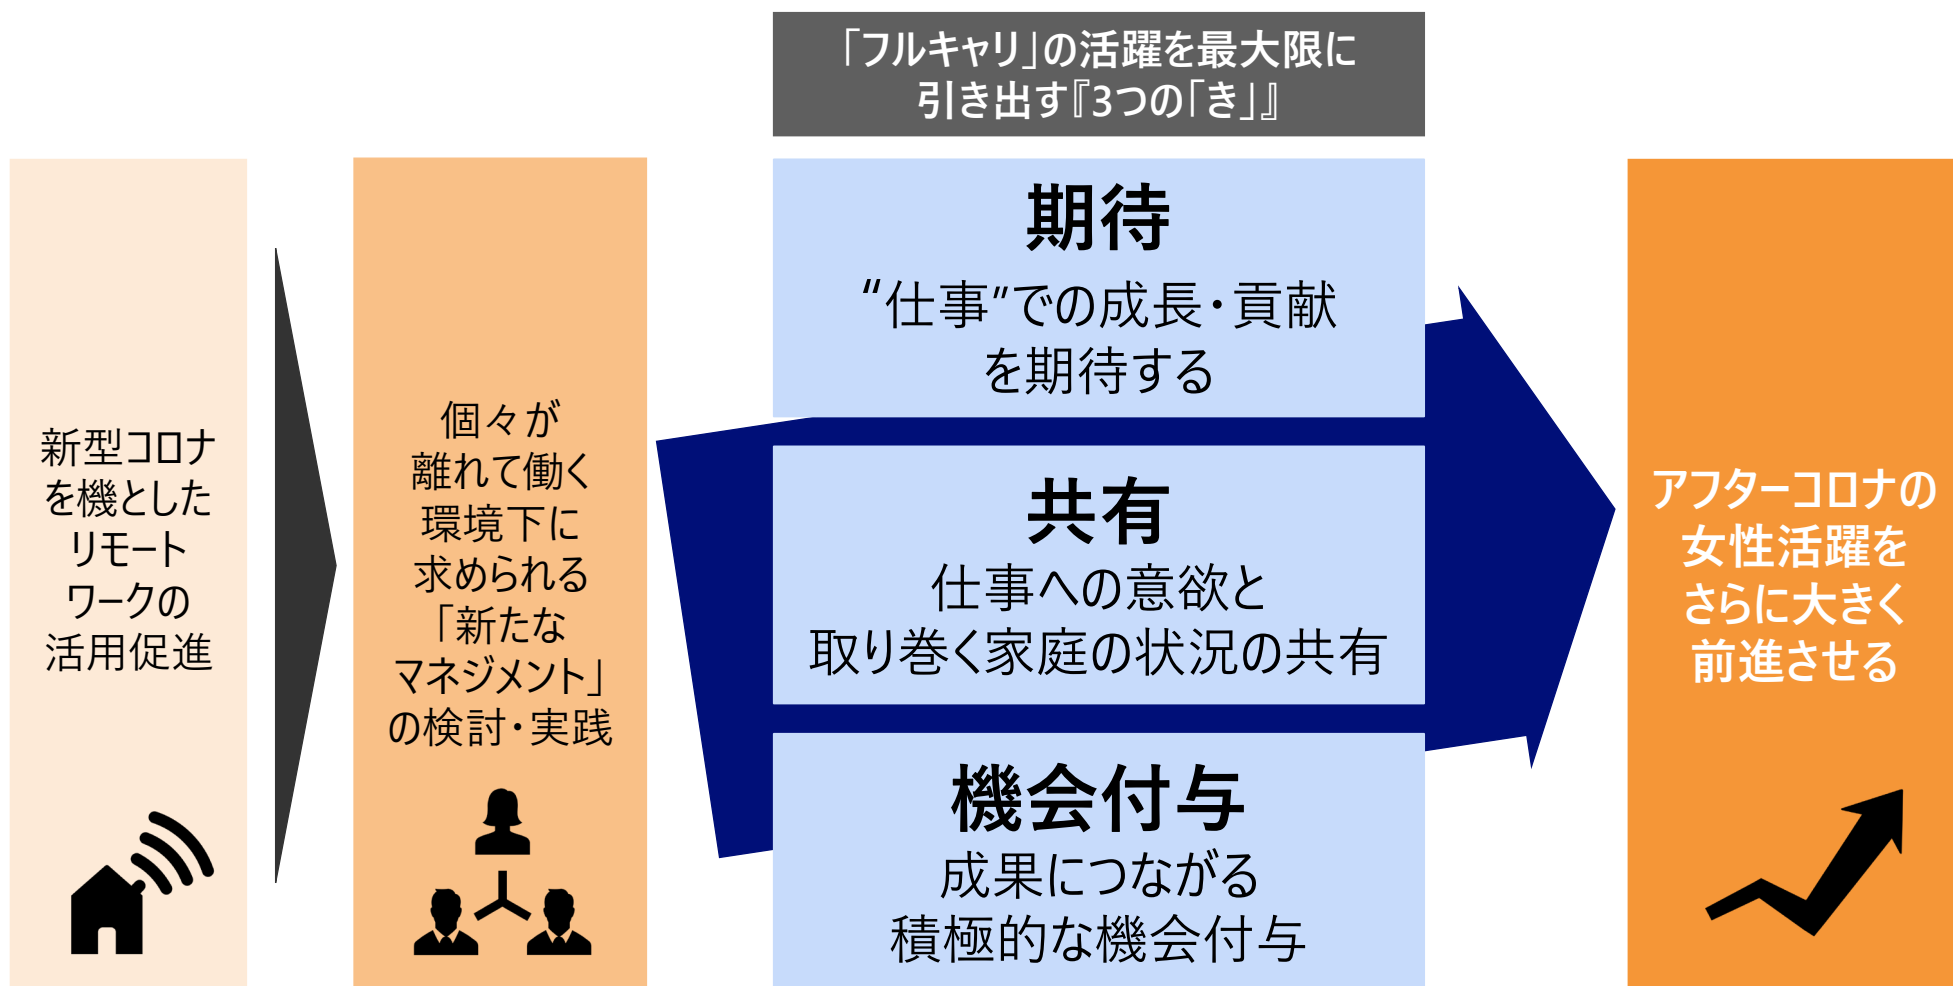 「フルキャリ」の活躍を最大限に
引き出す『3つの「き」』
新型コロナ
を機とした
リモート
ワークの
活用促進
個々が
離れて働く
環境下に
求められる
「新たな
マネジメント」
の検討・実践
期待
“仕事”での成長・貢献
を期待する
共有
仕事への意欲と
取り巻く家庭の状況の共有
機会付与
成果につながる
積極的な機会付与
アフターコロナの
女性活躍を
さらに大きく
前進させる